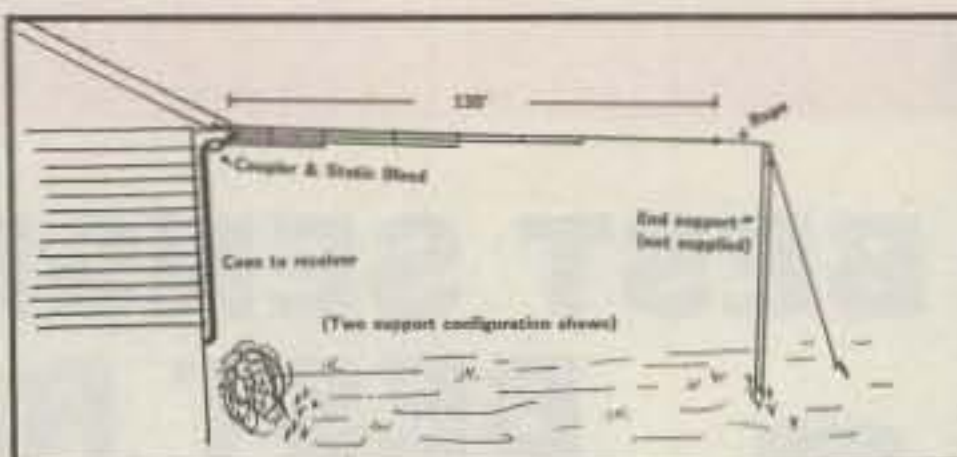 130'
Rope
Coupler & Static Bleed
End support
(not supplied)
Coax to receiver
(Two support configuration shown)